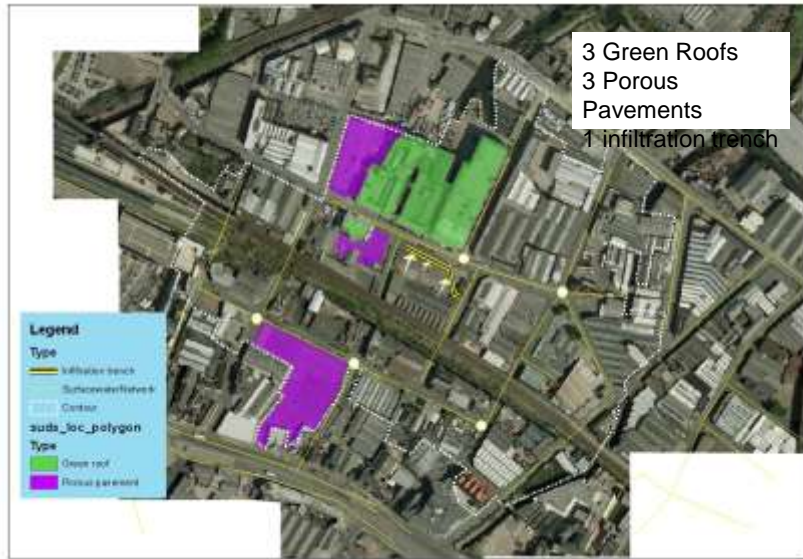 3 Green Roofs
3 Porous
Pavements
1 infiltration trench
Legend
Type
Infiltration trench
SurfacewaterNetwork
Contour
suds_loc_polygon
Type
Green roof
Porous pavement